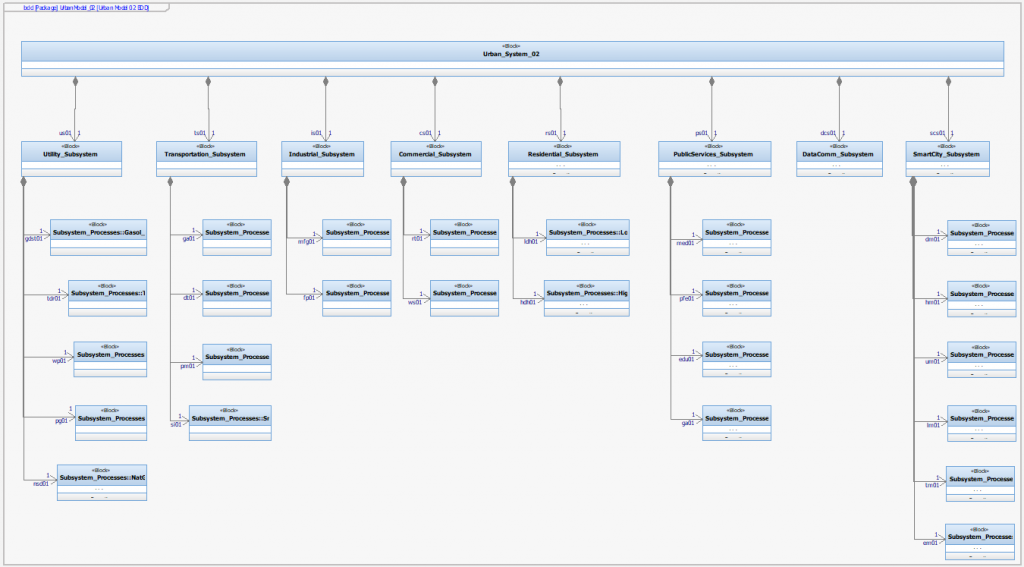 bdd [Package] UrbanModel_02 [Urban Model 02 BDD]
«Block»
Urban_System_02
us01 1
ts01 1
is01 1
cs01 1
rs01 1
ps01 1
dcs01 1
scs01 1
«Block»
Utility_Subsystem
«Block»
Transportation_Subsystem
«Block»
Industrial_Subsystem
«Block»
Commercial_Subsystem
«Block»
Residential_Subsystem
«Block»
PublicServices_Subsystem
«Block»
DataComm_Subsystem
«Block»
SmartCity_Subsystem
1
«Block»
Subsystem_Processes::Gasol_
1
tdr01
«Block»
Subsystem_Processes::T
1
wp01
«Block»
Subsystem_Processes
1
pg01
«Block»
Subsystem_Processes
1
nsd01
«Block»
Subsystem_Processes::NatG
1
ga01
«Block»
Subsystem_Processe
1
dt01
«Block»
Subsystem_Processe
1
pm01
«Block»
Subsystem_Processe
1
si01
«Block»
Subsystem_Processes::Sr
1
mfg01
«Block»
Subsystem_Processe
1
fp01
«Block»
Subsystem_Processe
1
rt01
«Block»
Subsystem_Processe
1
ws01
«Block»
Subsystem_Processe
1
ldh01
«Block»
Subsystem_Processes::Lo
1
hdh01
«Block»
Subsystem_Processes::Hig
1
med01
«Block»
Subsystem_Processe
1
pfe01
«Block»
Subsystem_Processe
1
edu01
«Block»
Subsystem_Processe
1
ga01
«Block»
Subsystem_Processe
1
dm01
«Block»
Subsystem_Processe
1
hm01
«Block»
Subsystem_Processe
1
um01
«Block»
Subsystem_Processe
1
lm01
«Block»
Subsystem_Processe
1
tm01
«Block»
Subsystem_Processe
1
em01
«Block»
Subsystem_Processe